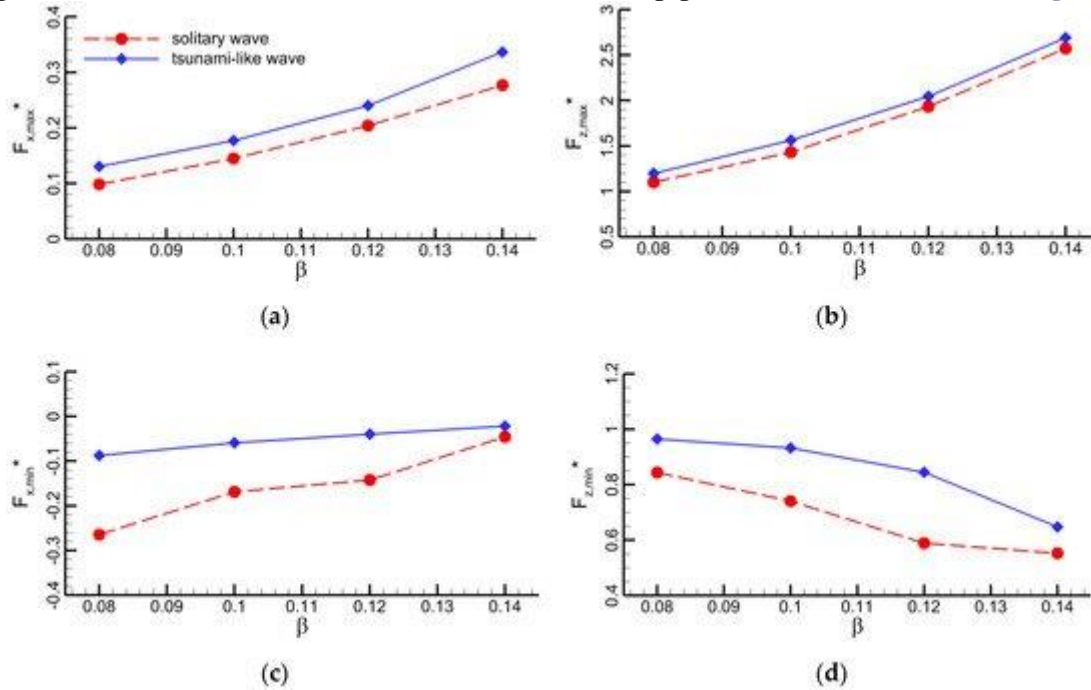 0.4
0.3
0.2
0.1
0
F x,max *
solitary wave
tsunami-like wave
0.08 0.09 0.1 0.11 0.12 0.13 0.14
β
(a)
3
2.5
2
1.5
1
0.5
F z,max *
0.08 0.09 0.1 0.11 0.12 0.13 0.14
β
(b)
0.1
0
-0.1
-0.2
-0.3
-0.4
F x,min *
0.08 0.09 0.1 0.11 0.12 0.13 0.14
β
(c)
1.2
1
0.8
0.6
0.4
F z,min *
0.08 0.09 0.1 0.11 0.12 0.13 0.14
β
(d)